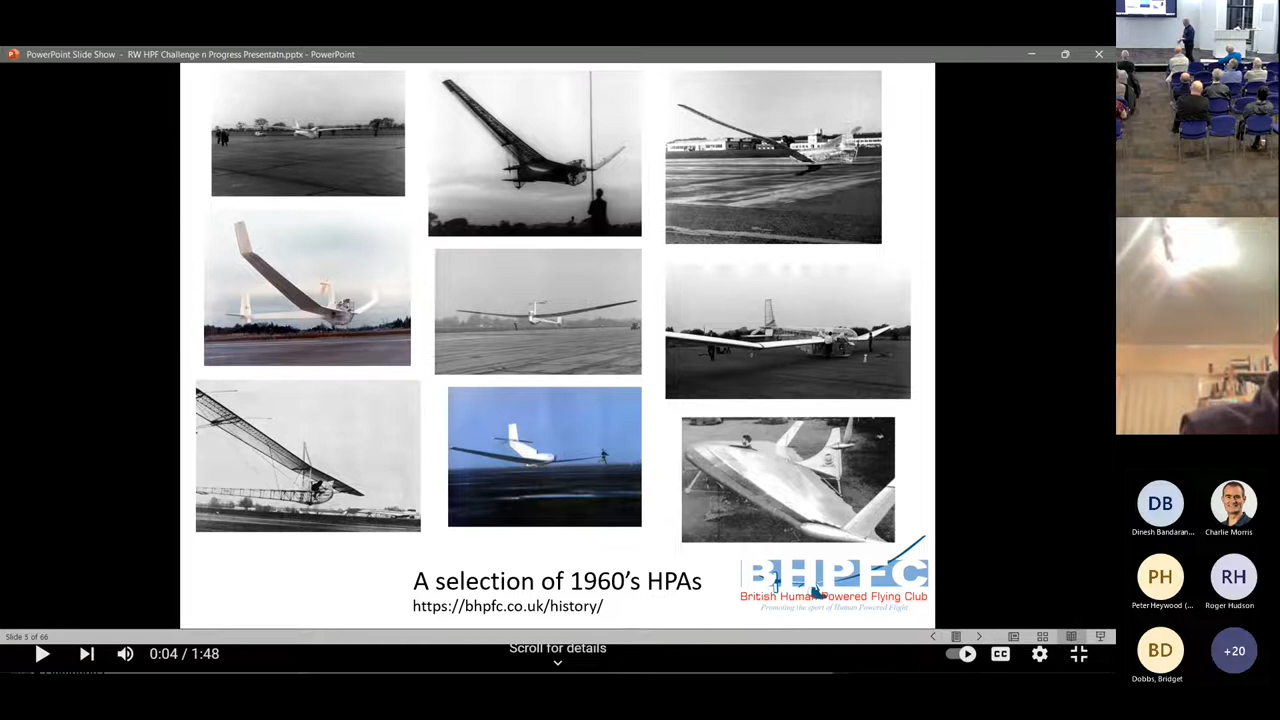 PowerPoint Slide Show - RW HPF Challenge n Progress Presentatn.pptx - PowerPoint
A selection of 1960's HPAs
https://bhpfc.co.uk/history/
BHPFC
British Human Powered Flying Club
Promoting the sport of Human Powered Flight
Slide 5 of 66
0:04 / 1:48
Scroll for details
CC
DB
Dinesh Bandaran...
Charlie Morris
PH
Peter Heywood (...
RH
Roger Hudson
BD
Dobbs, Bridget
+20